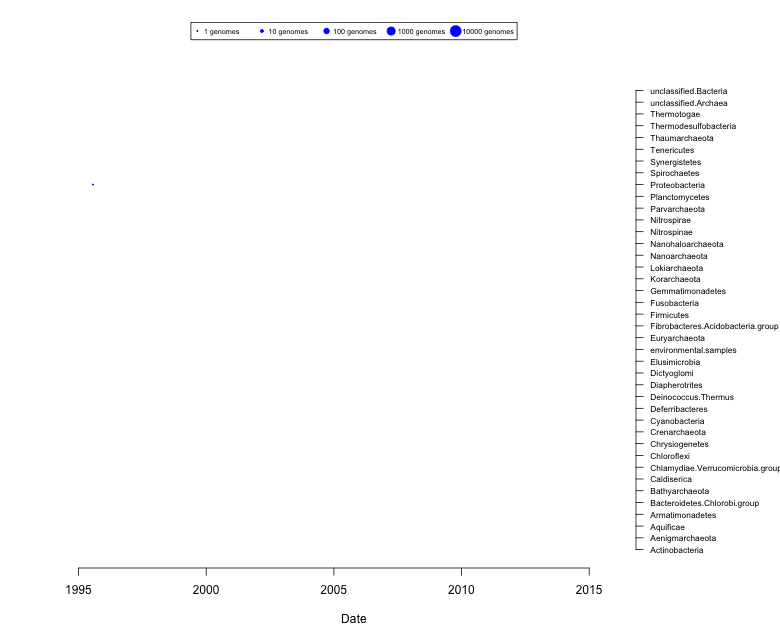 1 genomes 10 genomes 100 genomes 1000 genomes 10000 genomes
unclassified.Bacteria
unclassified.Archaea
Thermotogae
Thermodesulfobacteria
Thaumarchaeota
Tenericutes
Synergistetes
Spirochaetes
Proteobacteria
Planctomycetes
Parvarchaeota
Nitrospirae
Nitrospinae
Nanohaloarchaeota
Nanoarchaeota
Lokiarchaeota
Korarchaeota
Gemmatimonadetes
Fusobacteria
Firmicutes
Fibrobacteres.Acidobacteria.group
Euryarchaeota
environmental.samples
Elusimicrobia
Dictyoglomi
Diapherotrites
Deinococcus.Thermus
Deferribacteres
Cyanobacteria
Crenarchaeota
Chrysiogenetes
Chloroflexi
Chlamydiae.Verrucomicrobia.group
Caldiserica
Bathyarchaeota
Bacteroidetes.Chlorobi.group
Armatimonadetes
Aquificae
Aenigmarchaeota
Actinobacteria
1995 2000 2005 2010 2015
Date